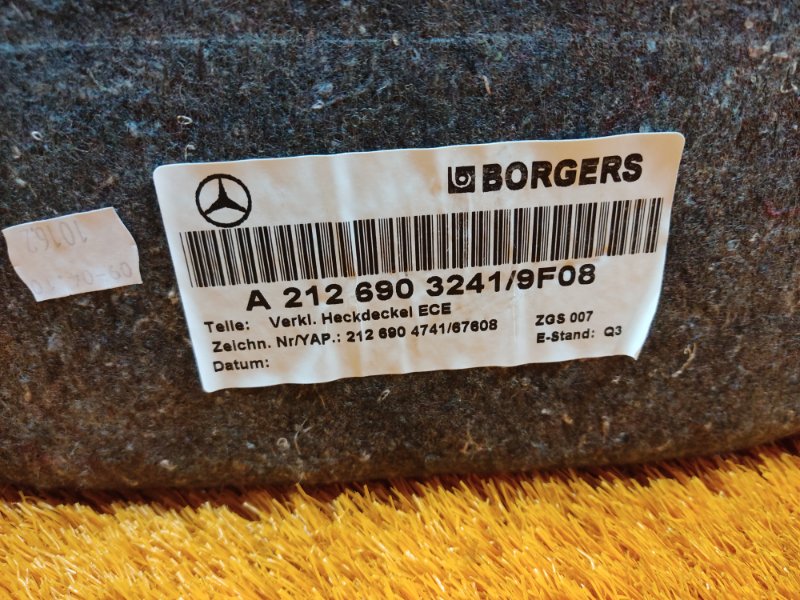 BORGERS
A 212 690 3241/9F08
Teile: Verkl. Heckdeckel ECE
Zeichn. Nr/YAP.: 212 690 4741/67608
Datum:
ZGS 007
E-Stand: Q3
10162